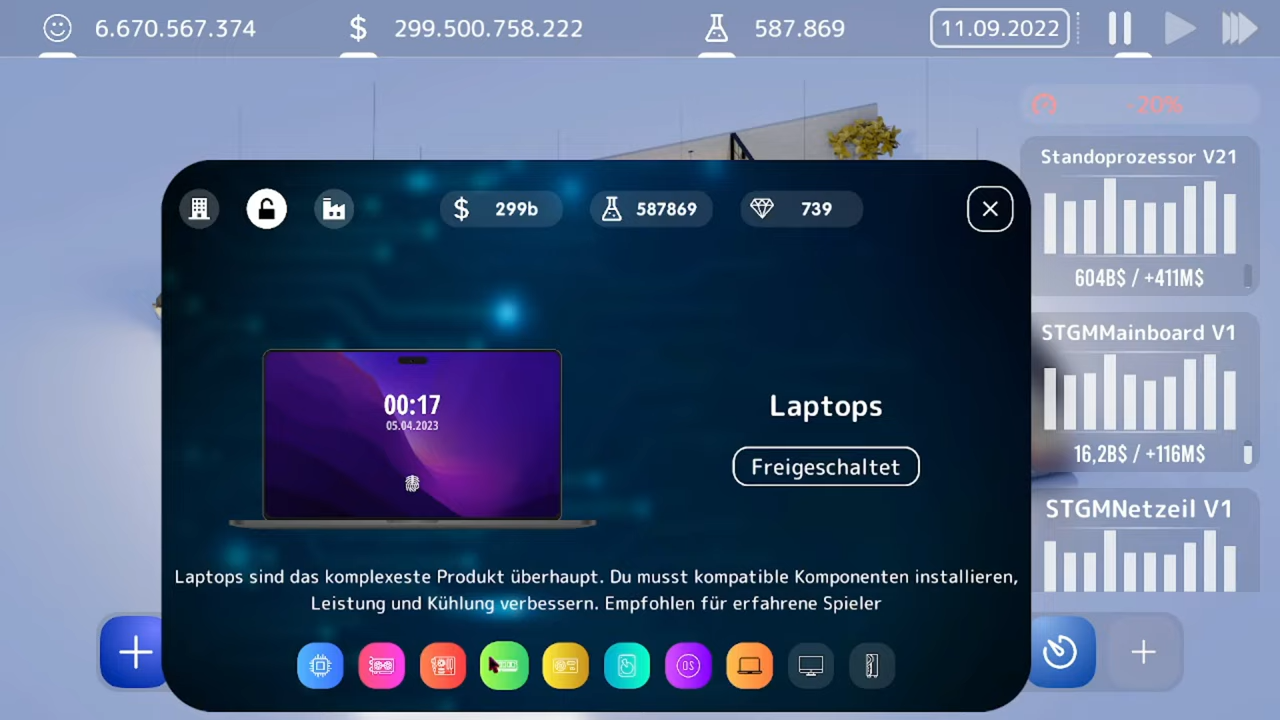 6.670.567.374
$ 299.500.758.222
587.869
11.09.2022
-20%
Standoprozessor V21
604B$ / +411M$
STGMMainboard V1
16,2B$ / +116M$
STGMNetzeil V1
$ 299b
587869
739
00:17
05.04.2023
Laptops
Freigeschaltet
Laptops sind das komplexeste Produkt überhaupt. Du musst kompatible Komponenten installieren,
Leistung und Kühlung verbessern. Empfohlen für erfahrene Spieler
OS